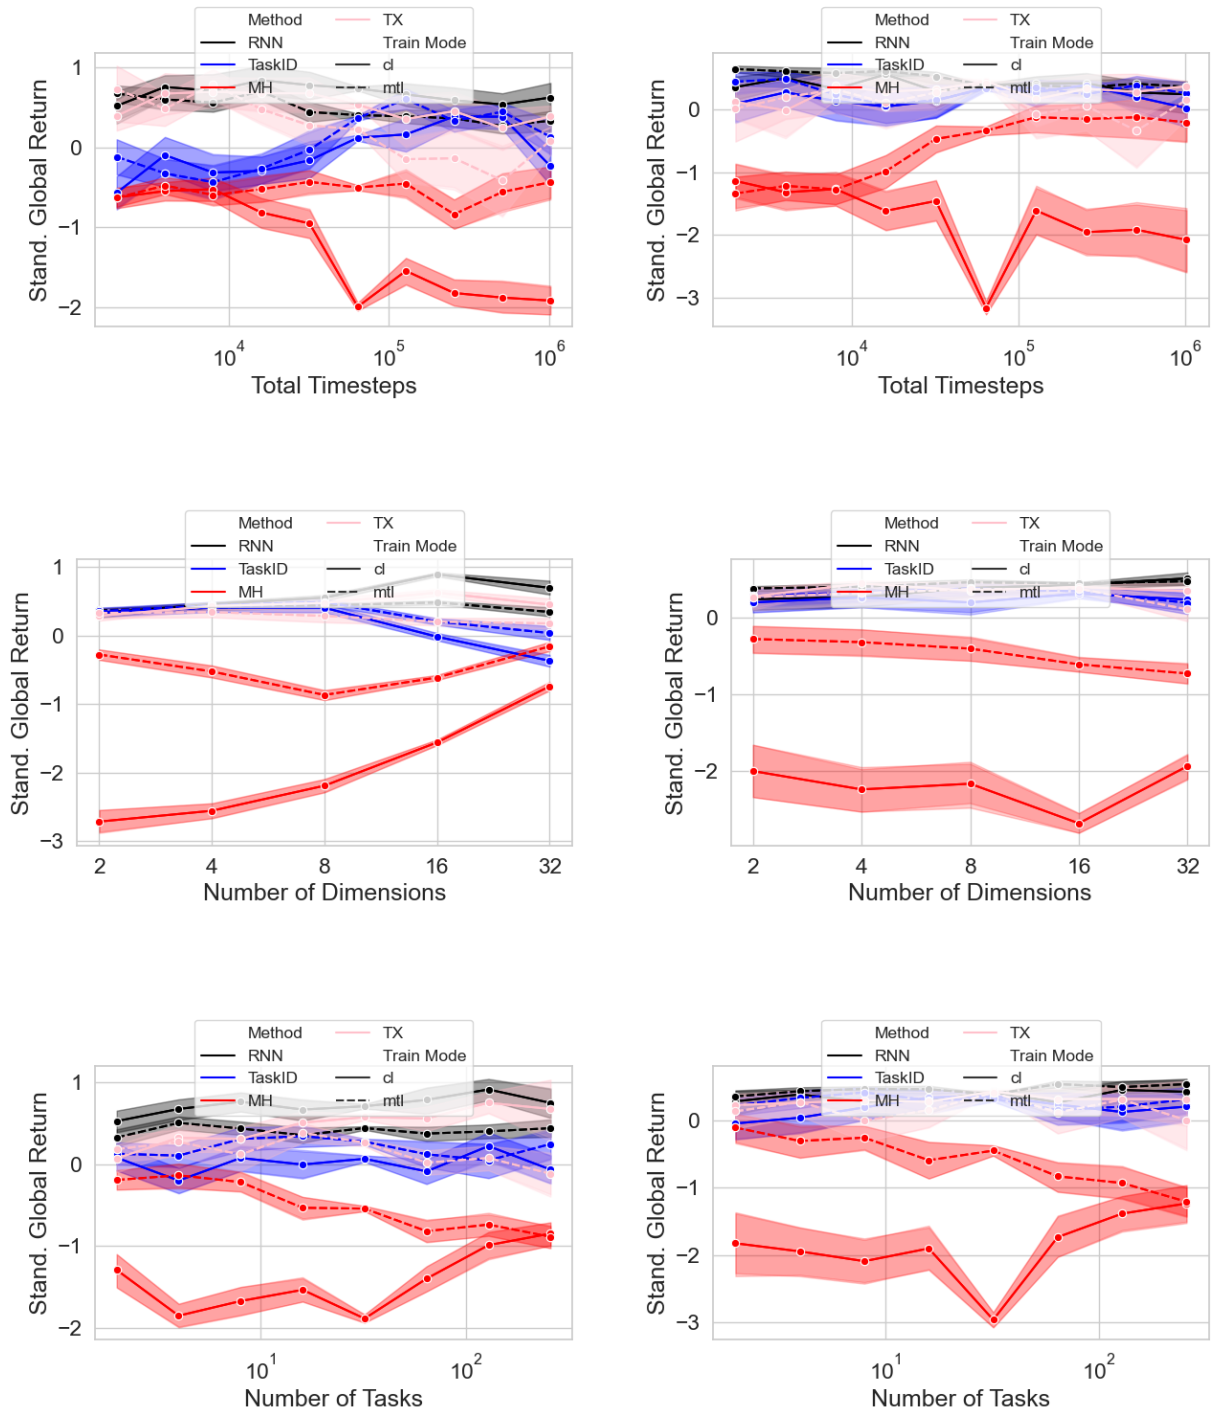 Method
RNN
TaskID
MH
TX
Train Mode
cl
mtl
Stand. Global Return
1
0
−1
−2
10^4
10^5
10^6
Total Timesteps
Method
RNN
TaskID
MH
TX
Train Mode
cl
mtl
Stand. Global Return
0
−1
−2
−3
10^4
10^5
10^6
Total Timesteps
Method
RNN
TaskID
MH
TX
Train Mode
cl
mtl
Stand. Global Return
1
0
−1
−2
−3
2
4
8
16
32
Number of Dimensions
Method
RNN
TaskID
MH
TX
Train Mode
cl
mtl
Stand. Global Return
0
−1
−2
2
4
8
16
32
Number of Dimensions
Method
RNN
TaskID
MH
TX
Train Mode
cl
mtl
Stand. Global Return
1
0
−1
−2
10^1
10^2
Number of Tasks
Method
RNN
TaskID
MH
TX
Train Mode
cl
mtl
Stand. Global Return
0
−1
−2
−3
10^1
10^2
Number of Tasks